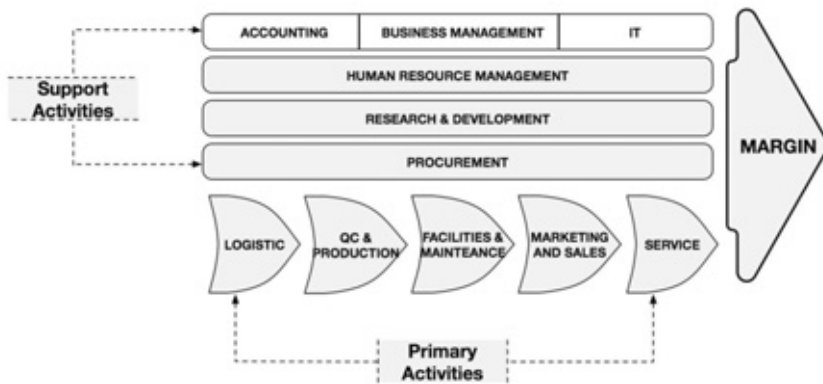 ACCOUNTING
BUSINESS MANAGEMENT
IT
HUMAN RESOURCE MANAGEMENT
Support
Activities
RESEARCH & DEVELOPMENT
PROCUREMENT
MARGIN
LOGISTIC
QC &
PRODUCTION
FACILITIES &
MAINTEANCE
MARKETING
AND SALES
SERVICE
Primary
Activities